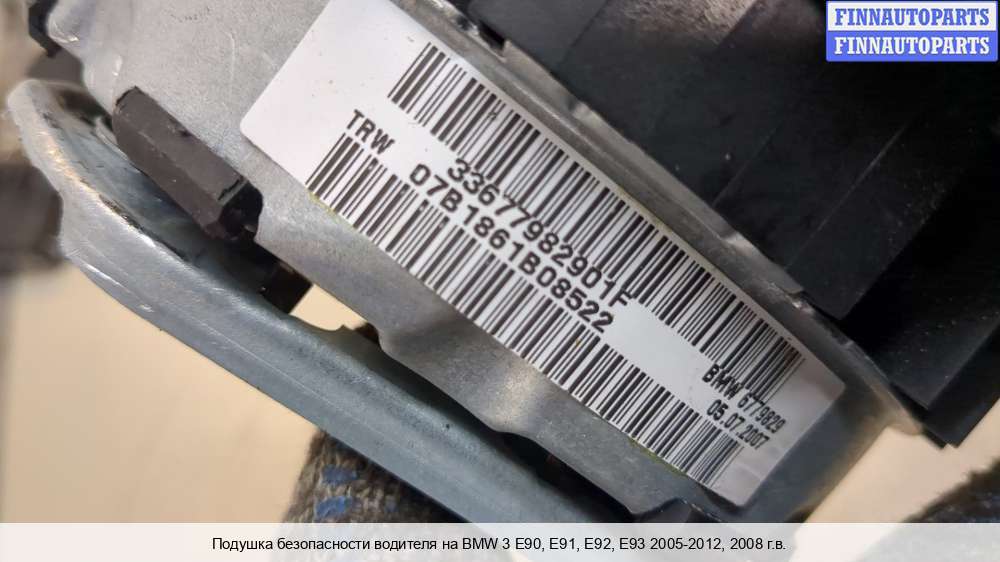 FINNAUTOPARTS
FINNAUTOPARTS
TRW
33677982901F
07B1861B08522
BMW 6779829
05.07.2007
Подушка безопасности водителя на BMW 3 E90, E91, E92, E93 2005-2012, 2008 г.в.